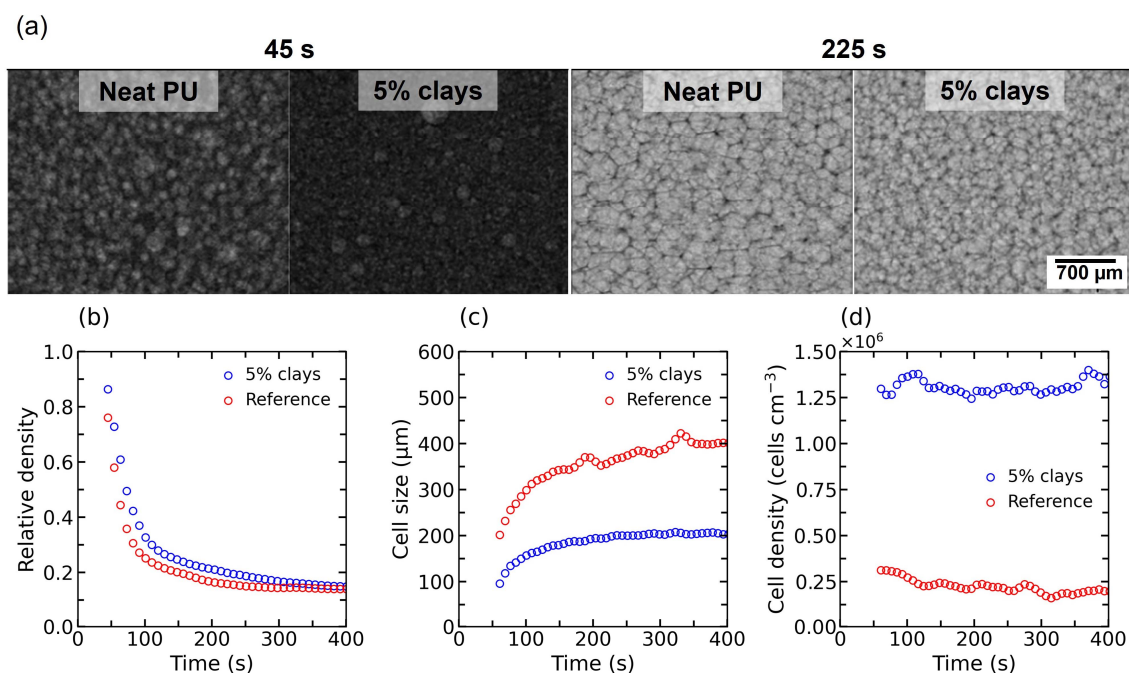 (a)
45 s
225 s
Neat PU
5% clays
Neat PU
5% clays
700 µm
(b)
1.0
0.8
0.6
0.4
0.2
0.0
0
100
200
300
400
Relative density
Time (s)
5% clays
Reference
(c)
600
500
400
300
200
100
0
0
100
200
300
400
Cell size (µm)
Time (s)
5% clays
Reference
(d)
×10⁶
1.50
1.25
1.00
0.75
0.50
0.25
0.00
0
100
200
300
400
Cell density (cells cm⁻³)
Time (s)
5% clays
Reference